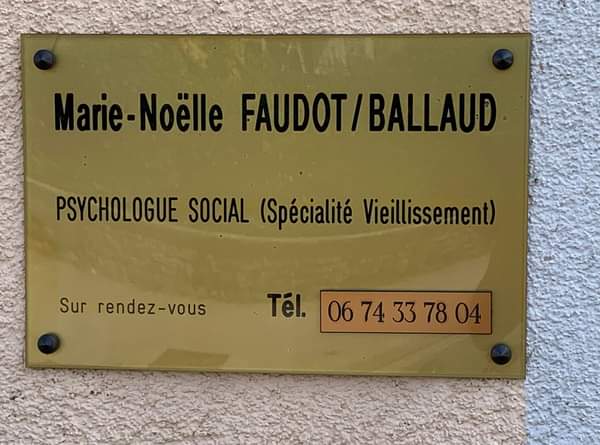 Marie-Noëlle FAUDOT/BALLAUD
PSYCHOLOGUE SOCIAL (Spécialité Vieillissement)
Sur rendez-vous Tél. 06 74 33 78 04